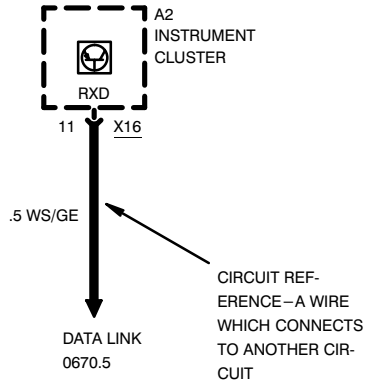 A2
INSTRUMENT
CLUSTER
RXD
11 X16
.5 WS/GE
CIRCUIT REF-
ERENCE–A WIRE
WHICH CONNECTS
TO ANOTHER CIR-
CUIT
DATA LINK
0670.5